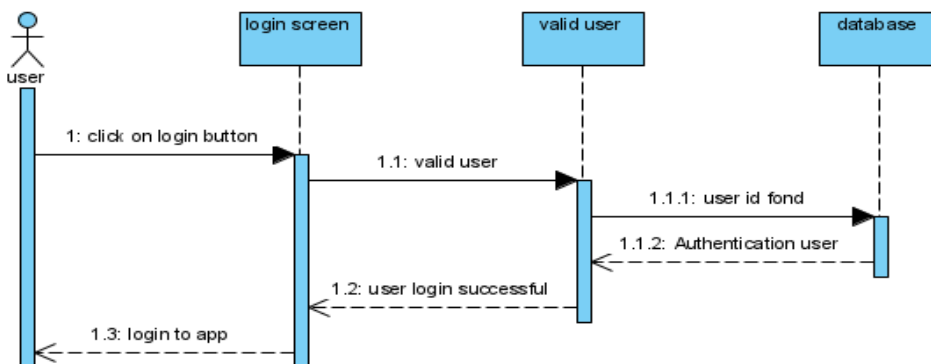 login screen
valid user
database
user
1: click on login button
1.1: valid user
1.1.1: user id fond
1.1.2: Authentication user
1.2: user login successful
1.3: login to app